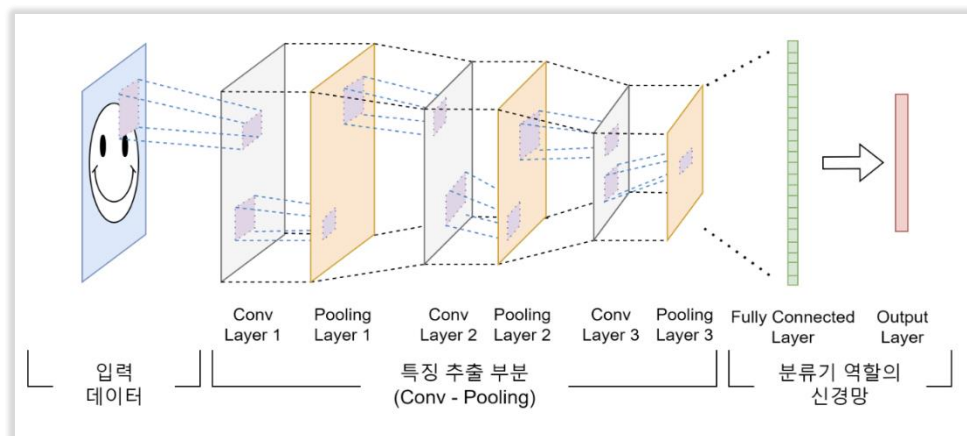 Conv
Layer 1
Pooling
Layer 1
Conv
Layer 2
Pooling
Layer 2
Conv
Layer 3
Pooling
Layer 3
Fully Connected
Layer
Output
Layer
입력
데이터
특징 추출 부분
(Conv - Pooling)
분류기 역할의
신경망